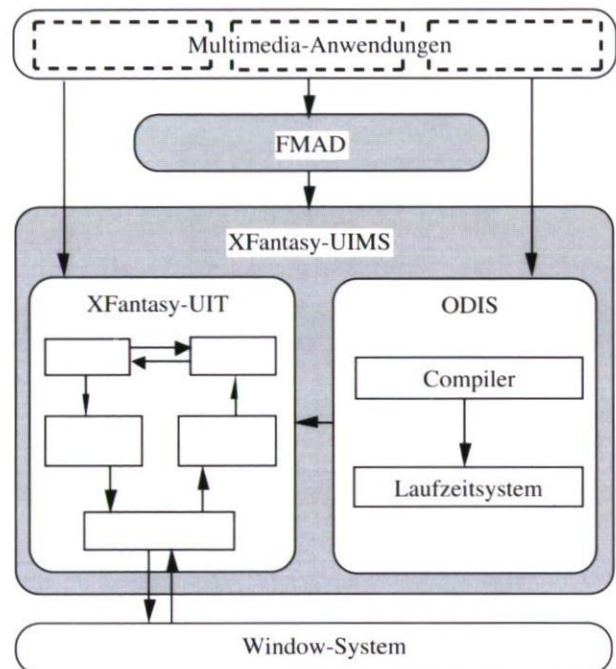 Multimedia-Anwendungen
FMAD
XFantasy-UIMS
XFantasy-UIT
ODIS
Compiler
Laufzeitsystem
Window-System